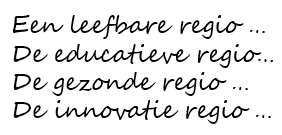 Een leefbare regio ...
De educatieve regio...
De gezonde regio ...
De innovatie regio ...